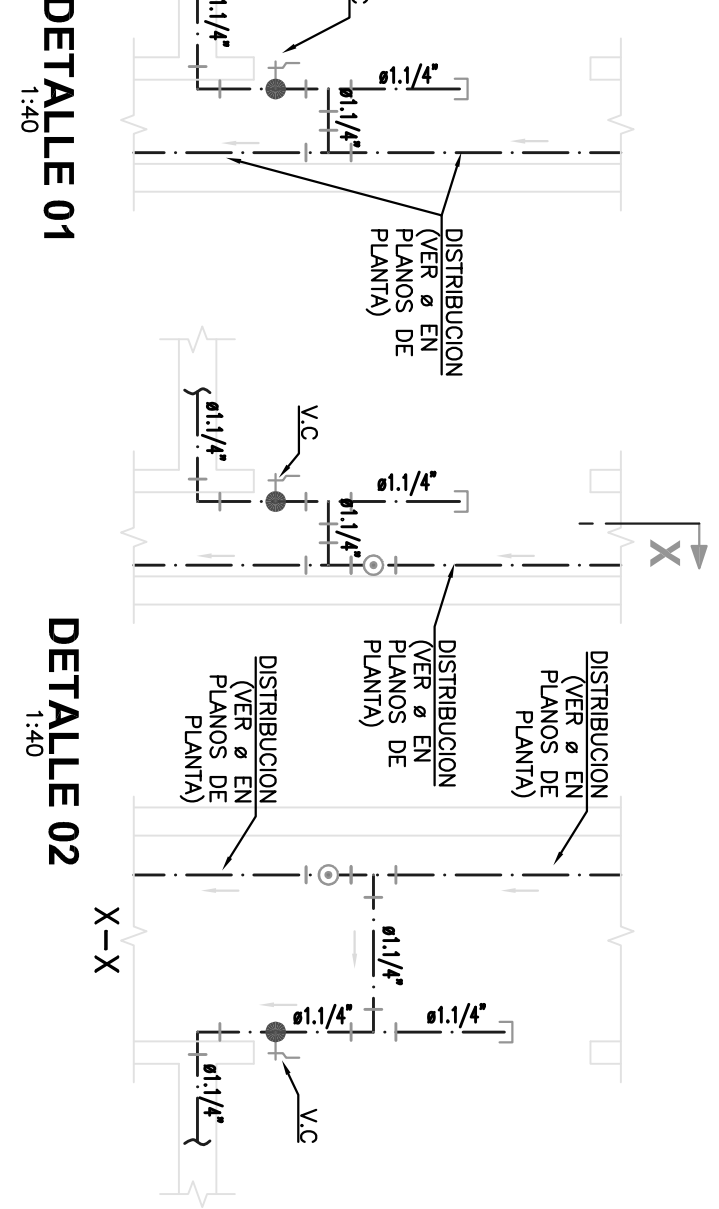 1.1/4"
ø1.1/4"
ø1.1/4"
DISTRIBUCION
(VER ø EN
PLANOS DE
PLANTA)
DETALLE 01
1:40
ø1.1/4"
V.C
ø1.1/4"
ø1.1/4"
X
DISTRIBUCION
(VER ø EN
PLANOS DE
PLANTA)
DETALLE 02
1:40
DISTRIBUCION
(VER ø EN
PLANOS DE
PLANTA)
DISTRIBUCION
(VER ø EN
PLANOS DE
PLANTA)
ø1.1/4"
ø1.1/4"
ø1.1/4"
ø1.1/4"
V.C
X—X